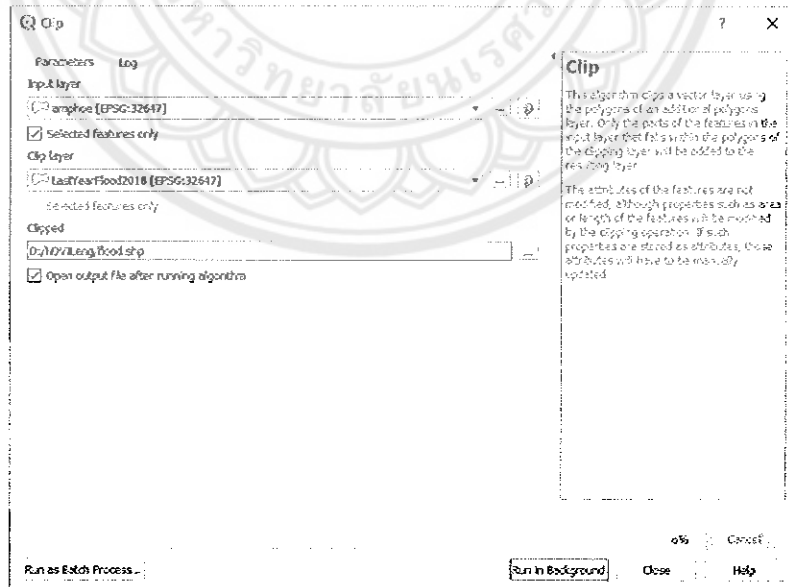 Clip
?
Parameters Log
Input layer
amphoe [EPSG:32647]
Selected features only
Clip layer
LastYearFlood2018 [EPSG:32647]
Selected features only
Clipped
flood.shp
Open output file after running algorithm
Run as Batch Process...
Clip
This algorithm clips a vector layer using
the polygons of an additional polygons
layer. Only the parts of the features in the
input layer that falls within the polygons of
the clipping layer will be added to the
resulting layer.
The attributes of the features are not
modified, although properties such as area
or length of the features will be modified
by the clipping operation. If such
properties are stored as attributes, those
attributes will have to be manually
updated.
0% Cancel
Run in Background Close Help